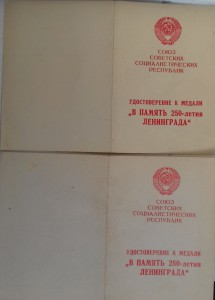 СОЮЗ
СОВЕТСКИХ
СОЦИАЛИСТИЧЕСКИХ
РЕСПУБЛИК
УДОСТОВЕРЕНИЕ К МЕДАЛИ
„В ПАМЯТЬ 250-летия
ЛЕНИНГРАДА“
СОЮЗ
СОВЕТСКИХ
СОЦИАЛИСТИЧЕСКИХ
РЕСПУБЛИК
УДОСТОВЕРЕНИЕ К МЕДАЛИ
„В ПАМЯТЬ 250-летия
ЛЕНИНГРАДА“